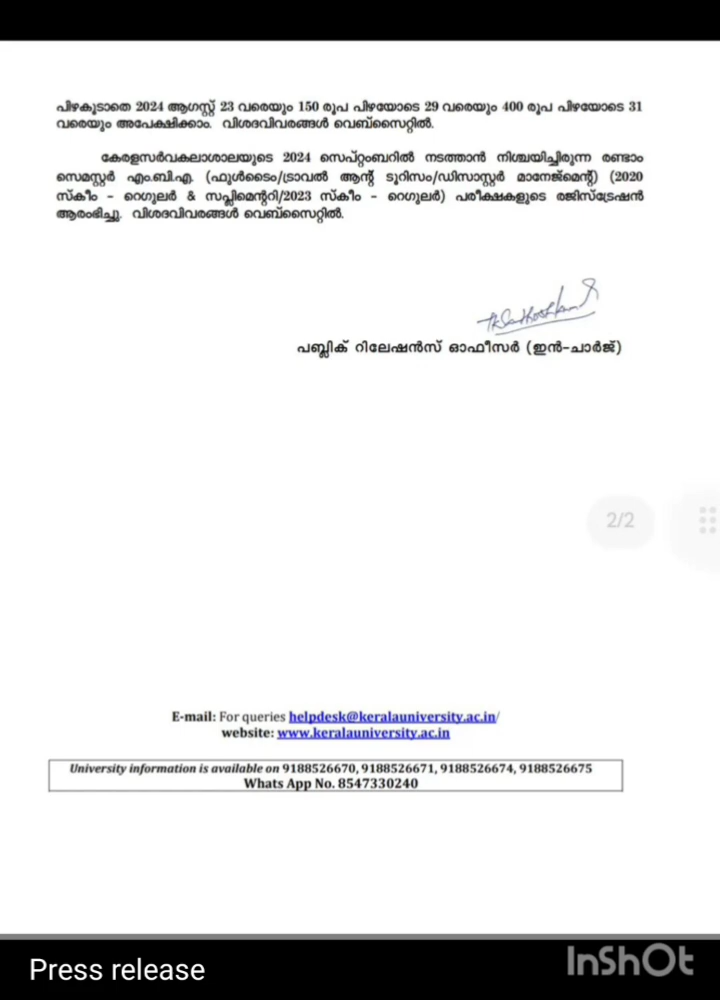 പിഴകൂടാതെ 2024 ആഗസ്റ്റ് 23 വരെയും 150 രൂപ പിഴയോടെ 29 വരെയും 400 രൂപ പിഴയോടെ 31
വരെയും അപേക്ഷിക്കാം. വിശദവിവരങ്ങൾ വെബ്സൈറ്റിൽ.
കേരളസർവകലാശാലയുടെ 2024 സെപ്റ്റംബറിൽ നടത്താൻ നിശ്ചയിച്ചിരുന്ന രണ്ടാം
സെമസ്റ്റർ എം.ബി.എ. (ഫുൾടൈം/ട്രാവൽ ആന്റ് ടൂറിസം/ഡിസാസ്റ്റർ മാനേജ്മെന്റ്) (2020
സ്കീം - റെഗുലർ & സപ്ലിമെന്ററി/2023 സ്കീം - റെഗുലർ) പരീക്ഷകളുടെ രജിസ്ട്രേഷൻ
ആരംഭിച്ചു. വിശദവിവരങ്ങൾ വെബ്സൈറ്റിൽ.
പബ്ലിക് റിലേഷൻസ് ഓഫീസർ (ഇൻ-ചാർജ്)
2/2
E-mail: For queries helpdesk@keralauniversity.ac.in/
website: www.keralauniversity.ac.in
University information is available on 9188526670, 9188526671, 9188526674, 9188526675
Whats App No. 8547330240
Press release
InShOt